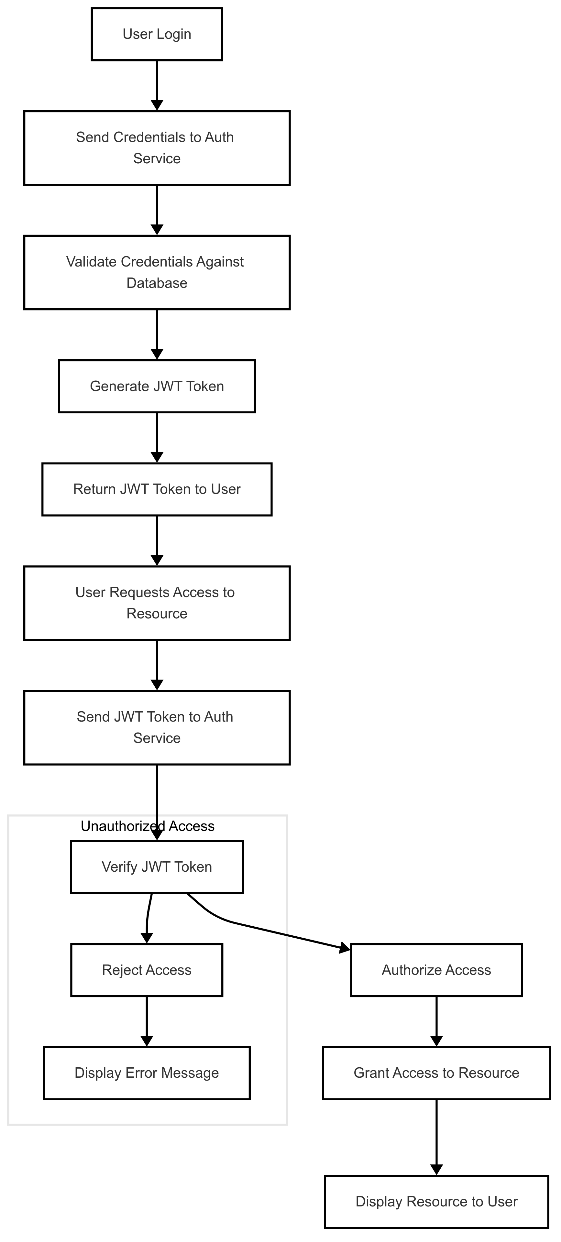 User Login
Send Credentials to Auth
Service
Validate Credentials Against
Database
Generate JWT Token
Return JWT Token to User
User Requests Access to
Resource
Send JWT Token to Auth
Service
Unauthorized Access
Verify JWT Token
Reject Access
Authorize Access
Display Error Message
Grant Access to Resource
Display Resource to User